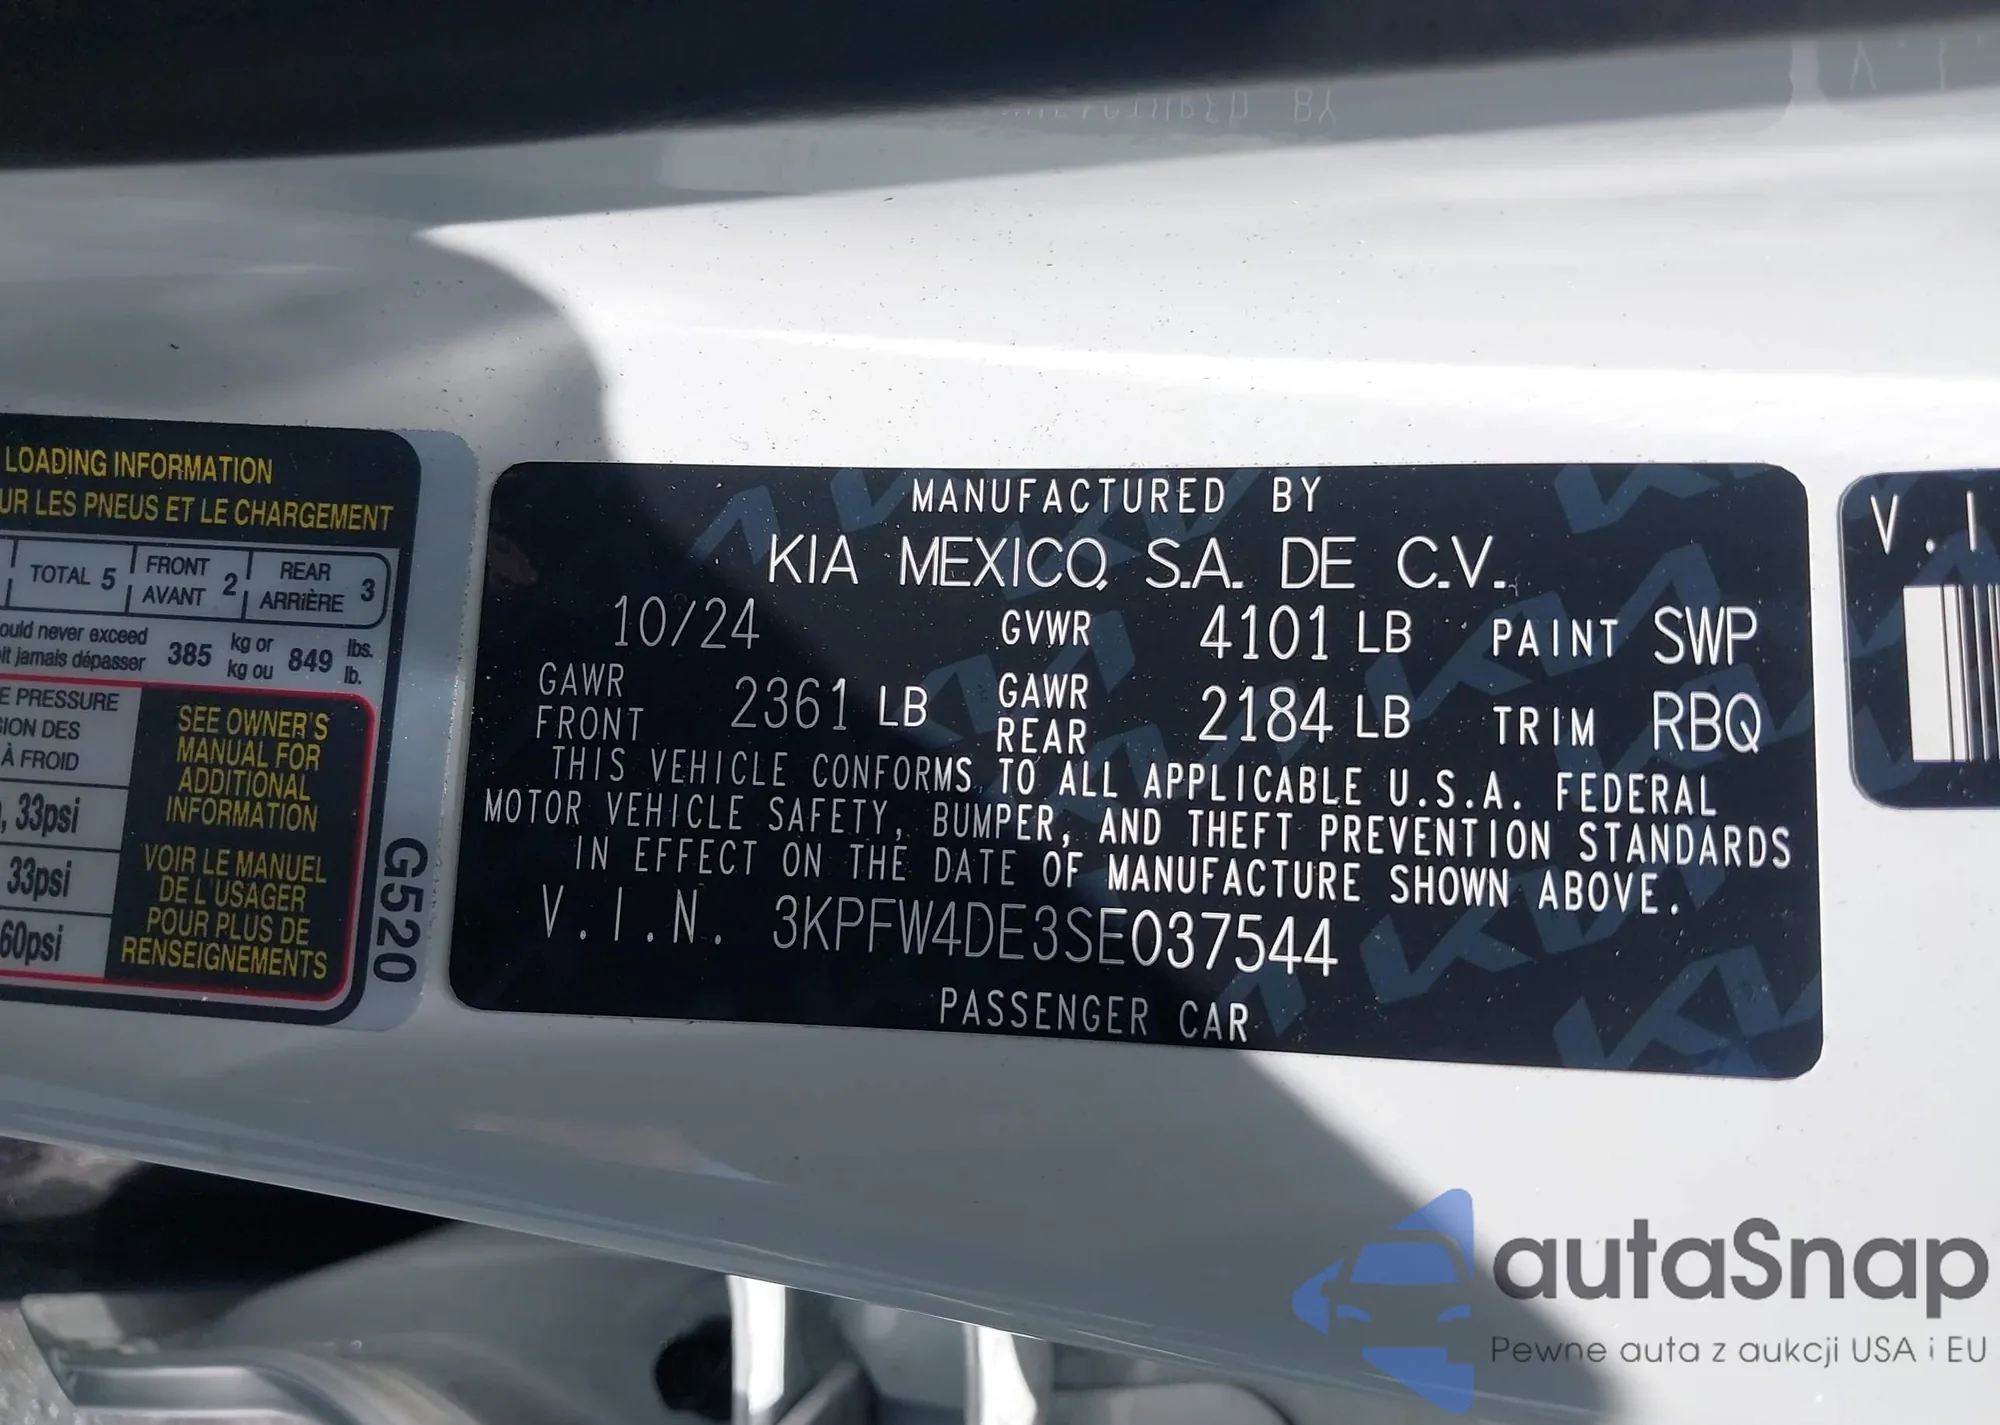 LOADING INFORMATION
UR LES PNEUS ET LE CHARGEMENT
TOTAL 5 FRONT AVANT 2 REAR ARRIÈRE 3
ould never exceed 385 kg or 849 lbs.
it jamais dépasser kg ou lb.
E PRESSURE
ION DES
À FROID
, 33psi
33psi
60psi
SEE OWNER'S
MANUAL FOR
ADDITIONAL
INFORMATION
VOIR LE MANUEL
DE L'USAGER
POUR PLUS DE
RENSEIGNEMENTS
G520
MANUFACTURED BY
KIA MEXICO, S.A. DE C.V.
10/24 GVWR 4101 LB PAINT SWP
GAWR FRONT 2361 LB GAWR REAR 2184 LB TRIM RBQ
THIS VEHICLE CONFORMS TO ALL APPLICABLE U.S.A. FEDERAL
MOTOR VEHICLE SAFETY, BUMPER, AND THEFT PREVENTION STANDARDS
IN EFFECT ON THE DATE OF MANUFACTURE SHOWN ABOVE.
V.I.N. 3KPFW4DE3SE037544
PASSENGER CAR
V.I
autaSnap
Pewne auta z aukcji USA i EU